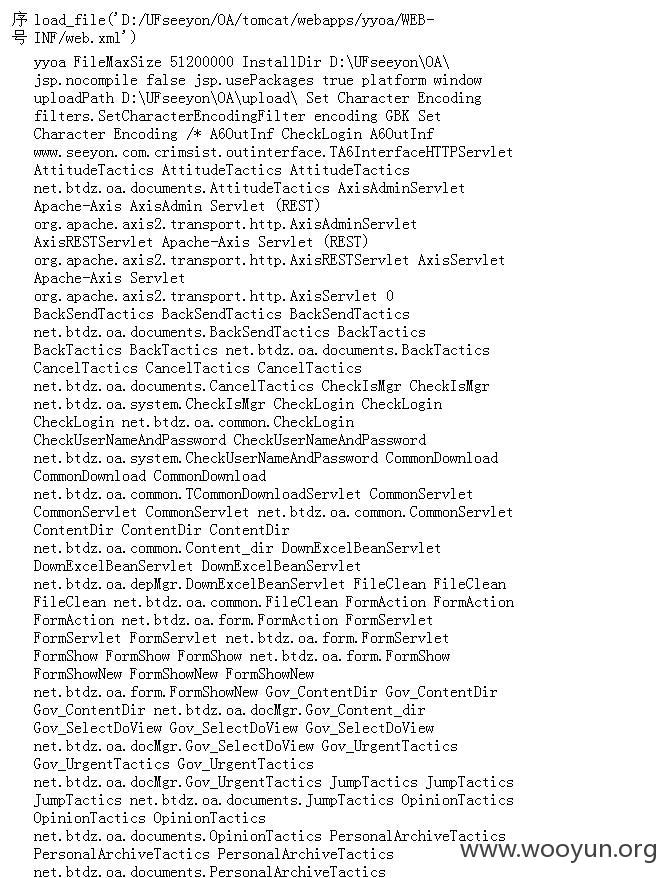 序 load_file('D:/UFseeyon/OA/tomcat/webapps/yyoa/WEB-
号 INF/web.xml')
yyoa FileMaxSize 51200000 InstallDir D:\UFseeyon\OA\
jsp.nocompile false jsp.usePackages true platform window
uploadPath D:\UFseeyon\OA\upload\ Set Character Encoding
filters.SetCharacterEncodingFilter encoding GBK Set
Character Encoding /* A6OutInf CheckLogin A6OutInf
www.seeyon.com.crimsist.outinterface.TA6InterfaceHTTPServlet
AttitudeTactics AttitudeTactics AttitudeTactics
net.btdz.oa.documents.AttitudeTactics AxisAdminServlet
Apache-Axis AxisAdmin Servlet (REST)
org.apache.axis2.transport.http.AxisAdminServlet
AxisRESTServlet Apache-Axis Servlet (REST)
org.apache.axis2.transport.http.AxisRESTServlet AxisServlet
Apache-Axis Servlet
org.apache.axis2.transport.http.AxisServlet 0
BackSendTactics BackSendTactics BackSendTactics
net.btdz.oa.documents.BackSendTactics BackTactics
BackTactics BackTactics net.btdz.oa.documents.BackTactics
CancelTactics CancelTactics CancelTactics
net.btdz.oa.documents.CancelTactics CheckIsMgr CheckIsMgr
net.btdz.oa.system.CheckIsMgr CheckLogin CheckLogin
CheckLogin net.btdz.oa.common.CheckLogin
CheckUserNameAndPassword CheckUserNameAndPassword
net.btdz.oa.system.CheckUserNameAndPassword CommonDownload
CommonDownload CommonDownload
net.btdz.oa.common.TCommonDownloadServlet CommonServlet
CommonServlet CommonServlet net.btdz.oa.common.CommonServlet
ContentDir ContentDir ContentDir
net.btdz.oa.common.Content_dir DownExcelBeanServlet
DownExcelBeanServlet DownExcelBeanServlet
net.btdz.oa.depMgr.DownExcelBeanServlet FileClean FileClean
FileClean net.btdz.oa.common.FileClean FormAction FormAction
FormAction net.btdz.oa.form.FormAction FormServlet
FormServlet FormServlet net.btdz.oa.form.FormServlet
FormShow FormShow FormShow net.btdz.oa.form.FormShow
FormShowNew FormShowNew FormShowNew
net.btdz.oa.form.FormShowNew Gov_ContentDir Gov_ContentDir
Gov_ContentDir net.btdz.oa.docMgr.Gov_Content_dir
Gov_SelectDoView Gov_SelectDoView Gov_SelectDoView
net.btdz.oa.docMgr.Gov_SelectDoView Gov_UrgentTactics
Gov_UrgentTactics Gov_UrgentTactics
net.btdz.oa.docMgr.Gov_UrgentTactics JumpTactics JumpTactics
JumpTactics net.btdz.oa.documents.JumpTactics OpinionTactics
OpinionTactics OpinionTactics
net.btdz.oa.documents.OpinionTactics PersonalArchiveTactics
PersonalArchiveTactics PersonalArchiveTactics
net.btdz.oa.documents.PersonalArchiveTactics
www.wooyun.org